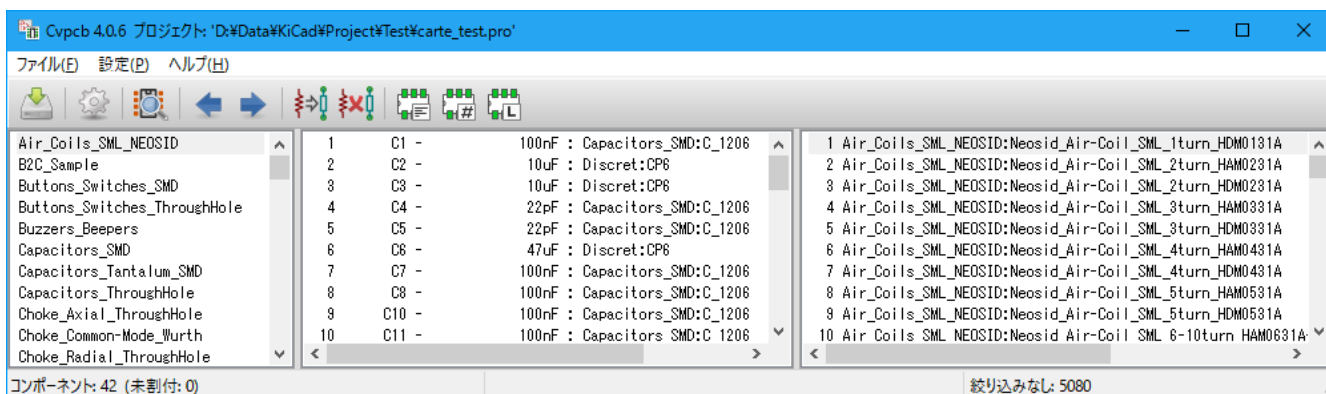 Cvpcb 4.0.6 プロジェクト: 'D:¥Data¥KiCad¥Project¥Test¥carte_test.pro'
ファイル(F) 設定(P) ヘルプ(H)
Air_Coils_SML_NEOSID
B2C_Sample
Buttons_Switches_SMD
Buttons_Switches_ThroughHole
Buzzers_Beepers
Capacitors_SMD
Capacitors_Tantalum_SMD
Capacitors_ThroughHole
Choke_Axial_ThroughHole
Choke_Common-Mode_Wurth
Choke_Radial_ThroughHole
1 C1 - 100nF : Capacitors_SMD:C_1206
2 C2 - 10uF : Discret:CP6
3 C3 - 10uF : Discret:CP6
4 C4 - 22pF : Capacitors_SMD:C_1206
5 C5 - 22pF : Capacitors_SMD:C_1206
6 C6 - 47uF : Discret:CP6
7 C7 - 100nF : Capacitors_SMD:C_1206
8 C8 - 100nF : Capacitors_SMD:C_1206
9 C10 - 100nF : Capacitors_SMD:C_1206
10 C11 - 100nF : Capacitors_SMD:C_1206
1 Air_Coils_SML_NEOSID:Neosid_Air-Coil_SML_1turn_HDM0131A
2 Air_Coils_SML_NEOSID:Neosid_Air-Coil_SML_2turn_HAM0231A
3 Air_Coils_SML_NEOSID:Neosid_Air-Coil_SML_2turn_HDM0231A
4 Air_Coils_SML_NEOSID:Neosid_Air-Coil_SML_3turn_HAM0331A
5 Air_Coils_SML_NEOSID:Neosid_Air-Coil_SML_3turn_HDM0331A
6 Air_Coils_SML_NEOSID:Neosid_Air-Coil_SML_4turn_HAM0431A
7 Air_Coils_SML_NEOSID:Neosid_Air-Coil_SML_4turn_HDM0431A
8 Air_Coils_SML_NEOSID:Neosid_Air-Coil_SML_5turn_HAM0531A
9 Air_Coils_SML_NEOSID:Neosid_Air-Coil_SML_5turn_HDM0531A
10 Air_Coils_SML_NEOSID:Neosid_Air-Coil_SML_6-10turn_HAM0631A-
コンポーネント: 42 (未割付: 0)
絞り込みなし: 5080